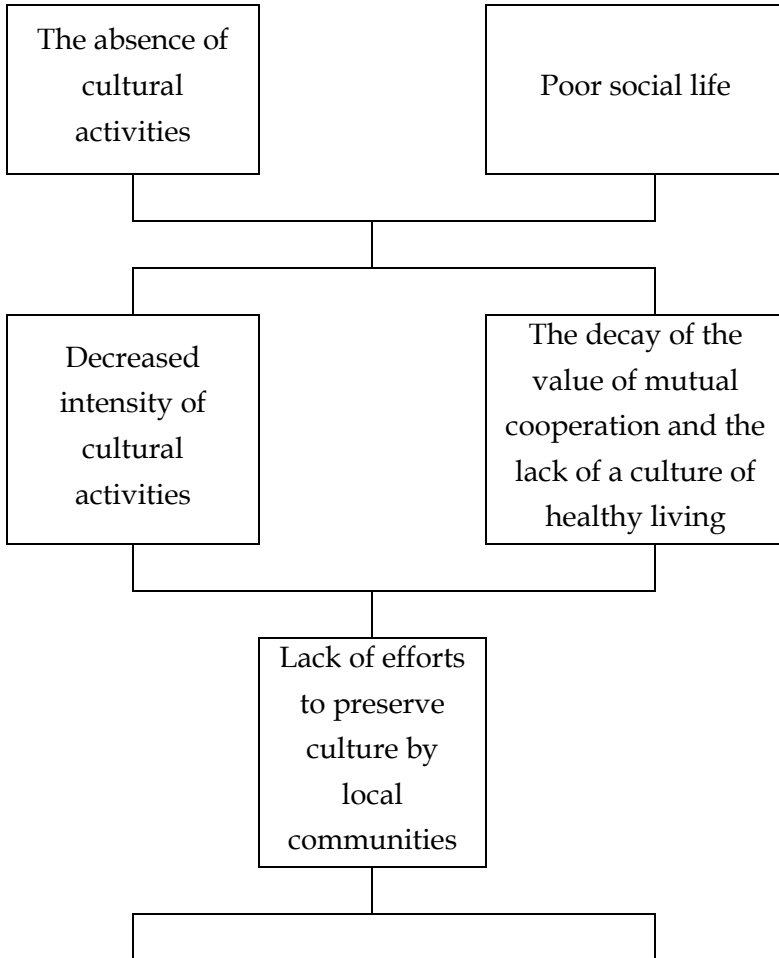 The absence of
cultural
activities
Poor social life
Decreased
intensity of
cultural
activities
The decay of the
value of mutual
cooperation and the
lack of a culture of
healthy living
Lack of efforts
to preserve
culture by
local
communities